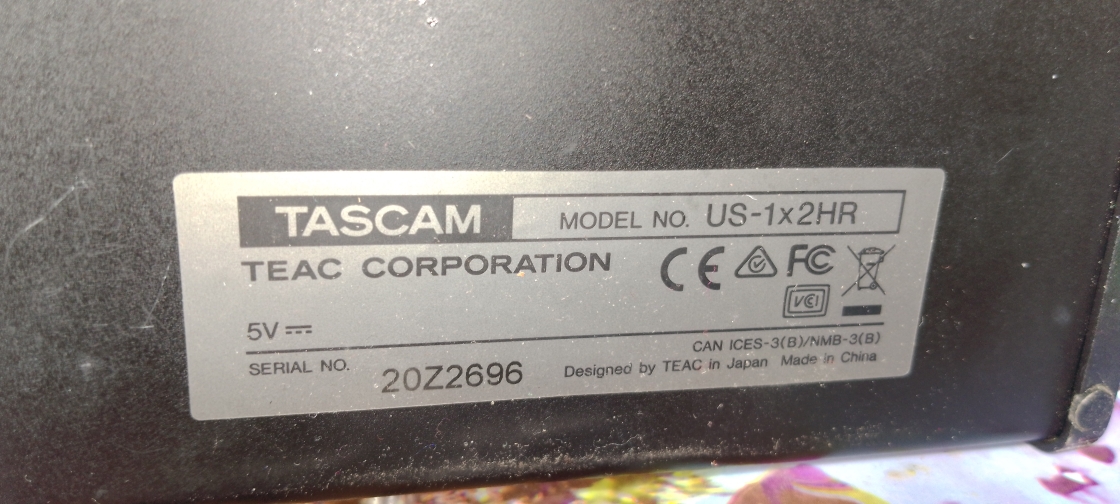 TASCAM MODEL NO. US-1x2HR
TEAC CORPORATION CE FC
VCI
5V
CAN ICES-3(B)/NMB-3(B)
SERIAL NO. 20Z2696 Designed by TEAC in Japan Made in China